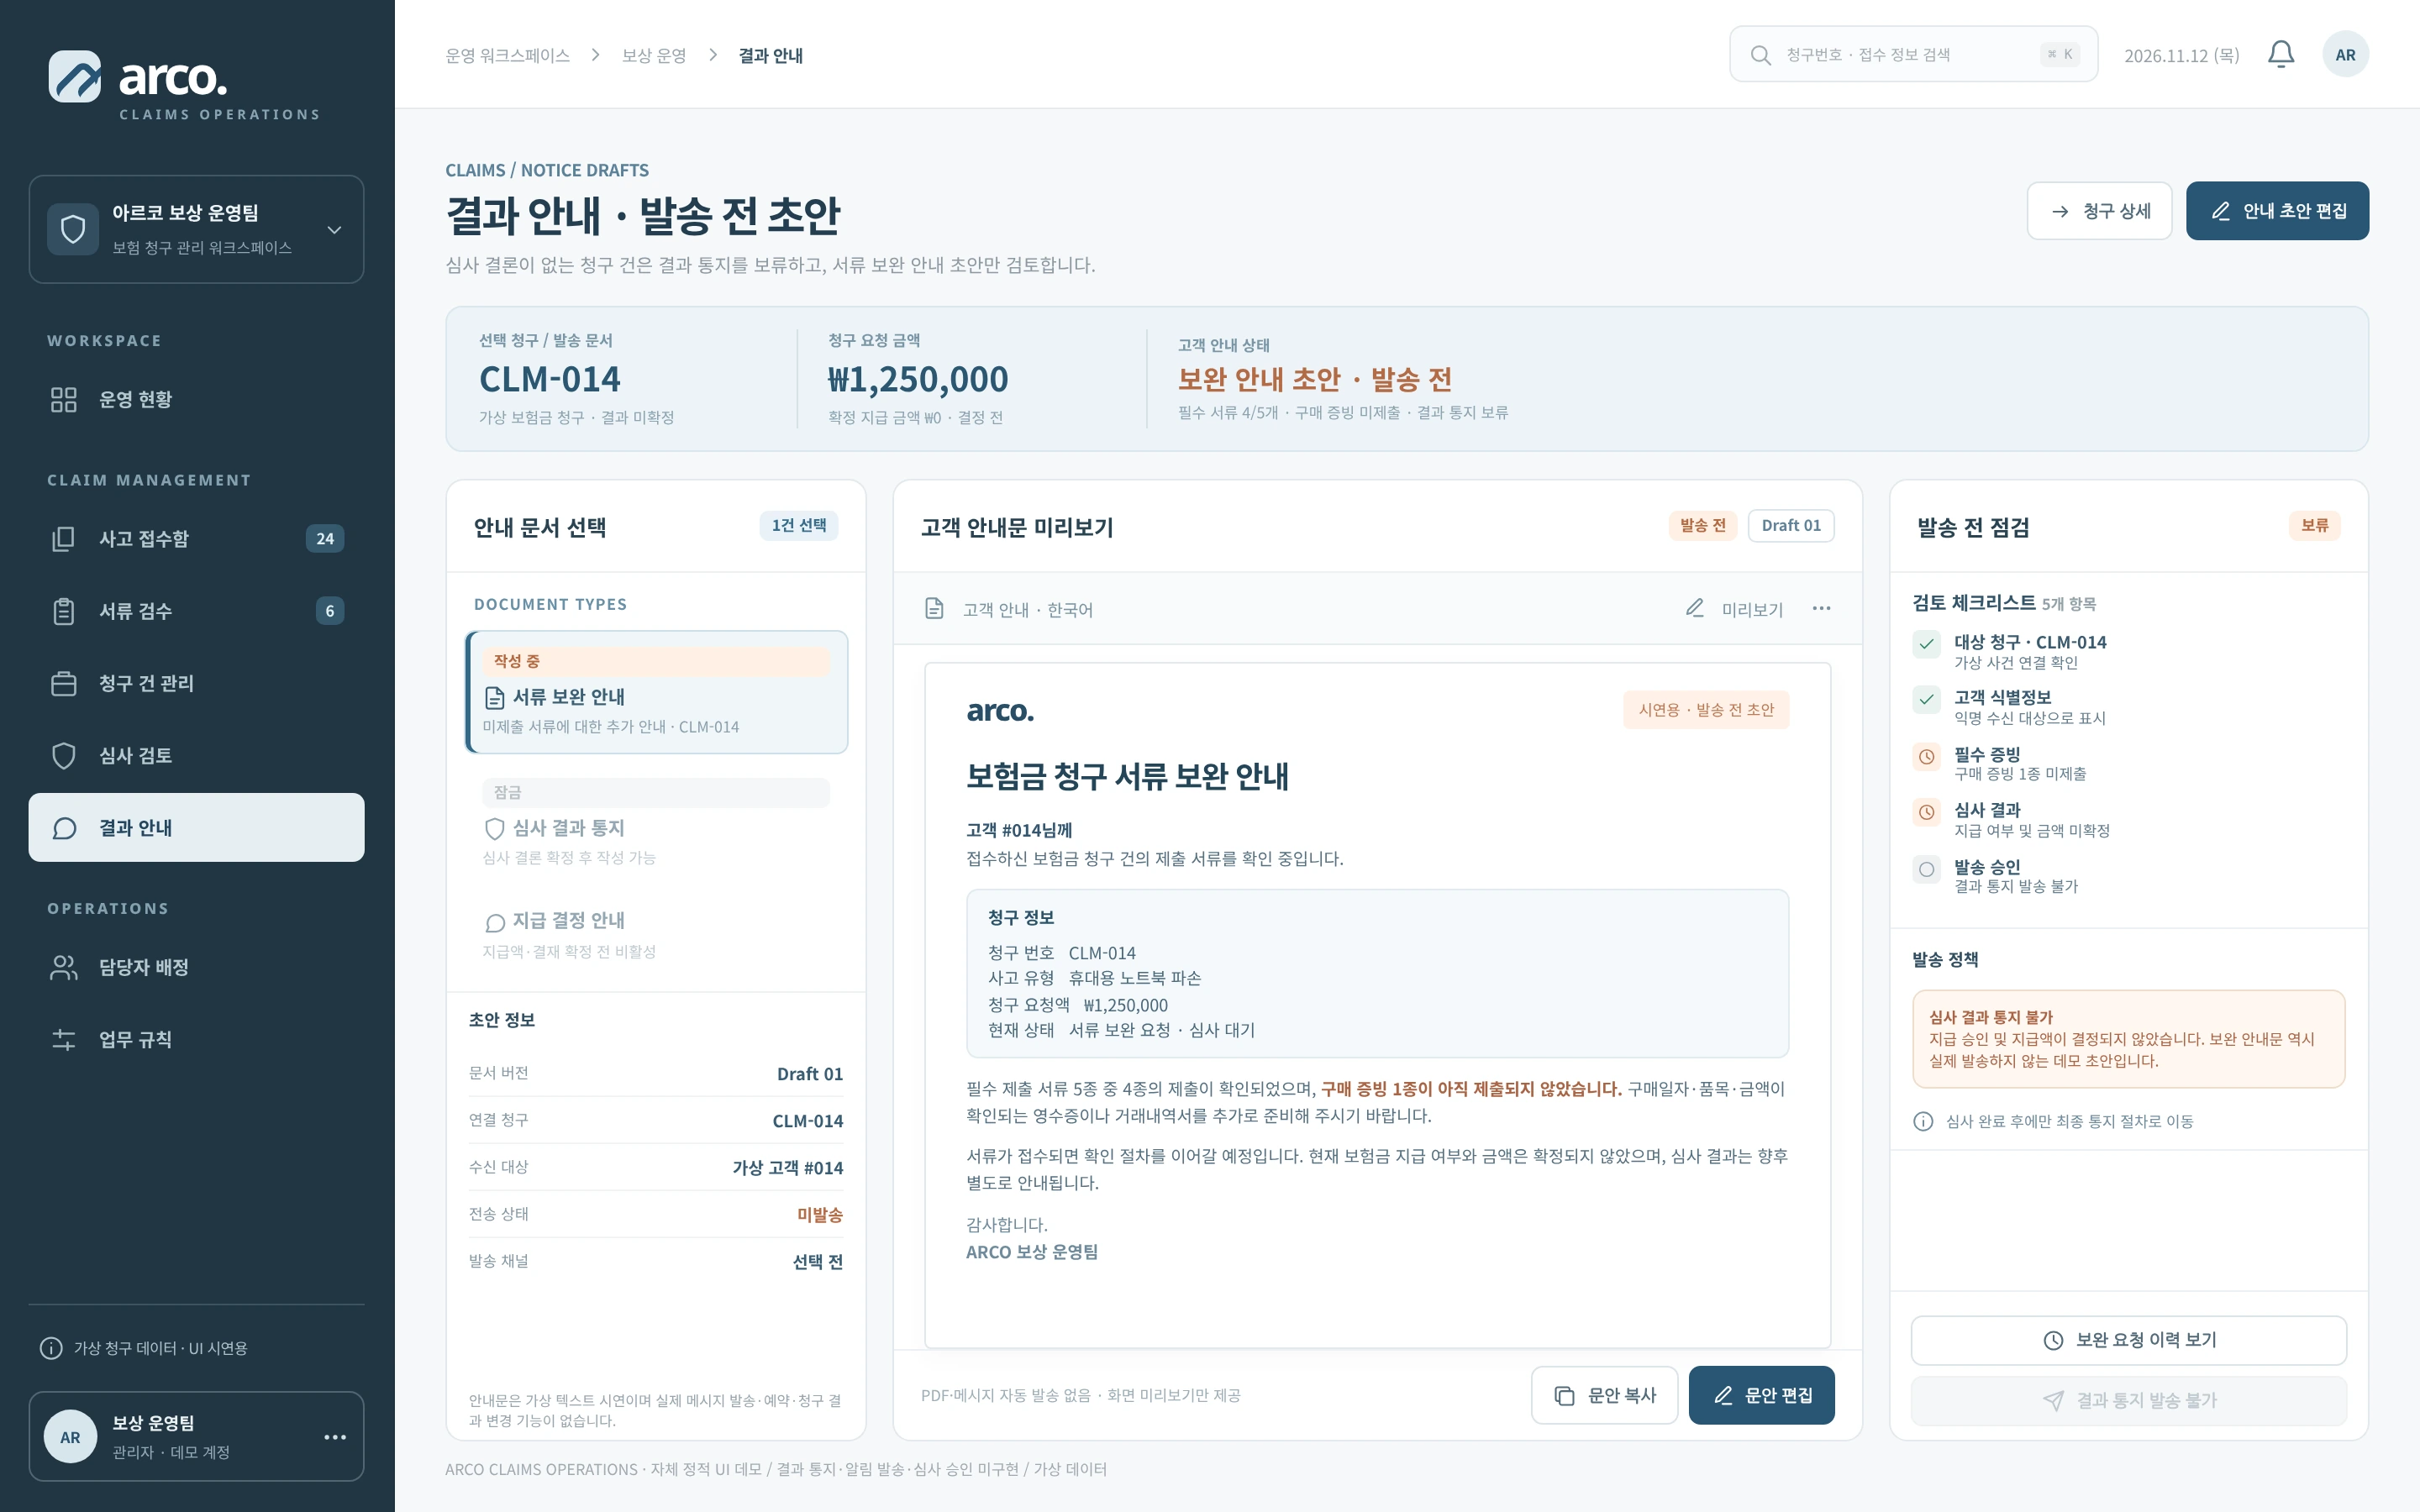 arco.
CLAIMS OPERATIONS
아르코 보상 운영팀
보험 청구 관리 워크스페이스
WORKSPACE
운영 현황
CLAIM MANAGEMENT
사고 접수함 24
서류 검수 6
청구 건 관리
심사 검토
결과 안내
OPERATIONS
담당자 배정
업무 규칙
가상 청구 데이터 · UI 시연용
AR
보상 운영팀
관리자 · 데모 계정
운영 워크스페이스 > 보상 운영 > 결과 안내
청구번호 · 접수 정보 검색 ⌘ K
2026.11.12 (목)
AR
CLAIMS / NOTICE DRAFTS
결과 안내 · 발송 전 초안
심사 결론이 없는 청구 건은 결과 통지를 보류하고, 서류 보완 안내 초안만 검토합니다.
청구 상세
안내 초안 편집
선택 청구 / 발송 문서
CLM-014
가상 보험금 청구 · 결과 미확정
청구 요청 금액
₩1,250,000
확정 지급 금액 ₩0 · 결정 전
고객 안내 상태
보완 안내 초안 · 발송 전
필수 서류 4/5개 · 구매 증빙 미제출 · 결과 통지 보류
안내 문서 선택 1건 선택
DOCUMENT TYPES
작성 중
서류 보완 안내
미제출 서류에 대한 추가 안내 · CLM-014
잠금
심사 결과 통지
심사 결론 확정 후 작성 가능
지급 결정 안내
지급액·결재 확정 전 비활성
초안 정보
문서 버전 Draft 01
연결 청구 CLM-014
수신 대상 가상 고객 #014
전송 상태 미발송
발송 채널 선택 전
안내문은 가상 텍스트 시연이며 실제 메시지 발송·예약·청구 결
과 변경 기능이 없습니다.
고객 안내문 미리보기 발송 전 Draft 01
고객 안내 · 한국어 미리보기
arco.
시연용 · 발송 전 초안
보험금 청구 서류 보완 안내
고객 #014님께
접수하신 보험금 청구 건의 제출 서류를 확인 중입니다.
청구 정보
청구 번호 CLM-014
사고 유형 휴대용 노트북 파손
청구 요청액 ₩1,250,000
현재 상태 서류 보완 요청 · 심사 대기
필수 제출 서류 5종 중 4종의 제출이 확인되었으며, 구매 증빙 1종이 아직 제출되지 않았습니다. 구매일자·품목·금액이
확인되는 영수증이나 거래내역서를 추가로 준비해 주시기 바랍니다.
서류가 접수되면 확인 절차를 이어갈 예정입니다. 현재 보험금 지급 여부와 금액은 확정되지 않았으며, 심사 결과는 향후
별도로 안내됩니다.
감사합니다.
ARCO 보상 운영팀
PDF·메시지 자동 발송 없음 · 화면 미리보기만 제공
문안 복사
문안 편집
발송 전 점검 보류
검토 체크리스트 5개 항목
대상 청구 · CLM-014
가상 사건 연결 확인
고객 식별정보
익명 수신 대상으로 표시
필수 증빙
구매 증빙 1종 미제출
심사 결과
지급 여부 및 금액 미확정
발송 승인
결과 통지 발송 불가
발송 정책
심사 결과 통지 불가
지급 승인 및 지급액이 결정되지 않았습니다. 보완 안내문 역시
실제 발송하지 않는 데모 초안입니다.
심사 완료 후에만 최종 통지 절차로 이동
보완 요청 이력 보기
결과 통지 발송 불가
ARCO CLAIMS OPERATIONS · 자체 정적 UI 데모 / 결과 통지·알림 발송·심사 승인 미구현 / 가상 데이터